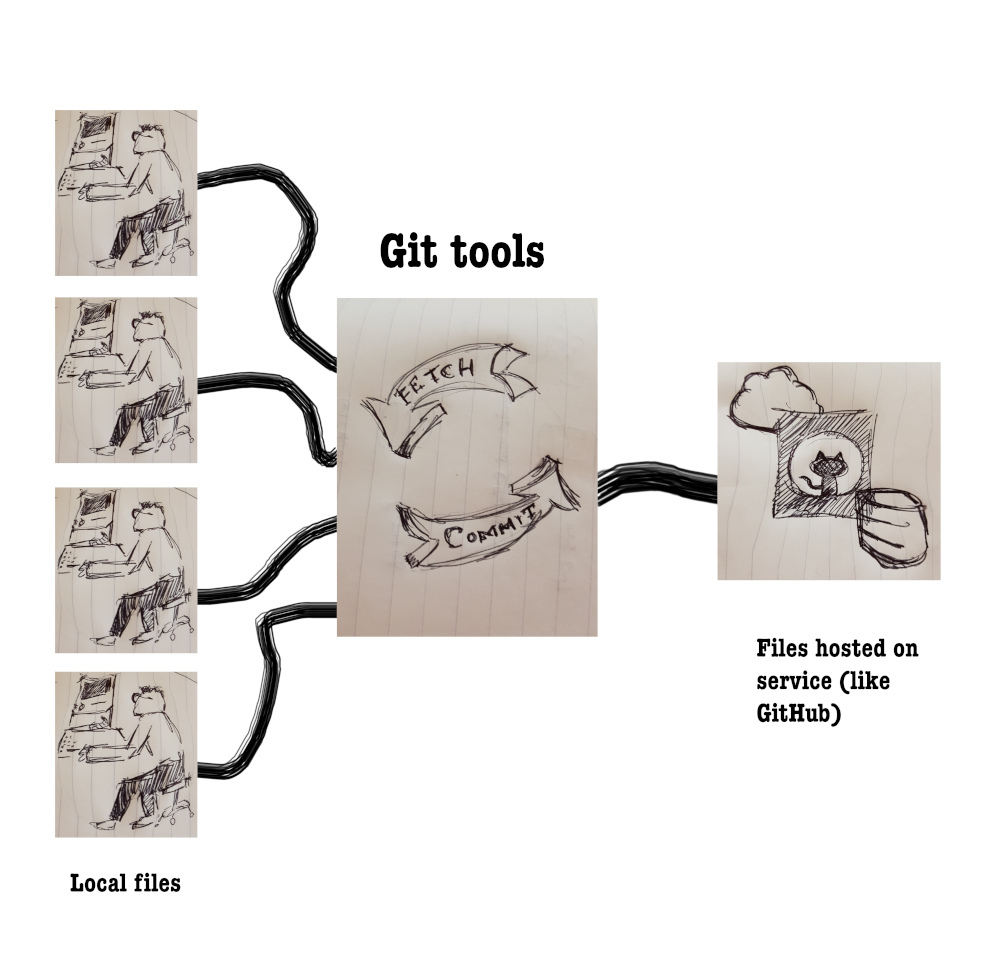 Git tools
FETCH
COMMIT
Files hosted on
service (like
GitHub)
Local files